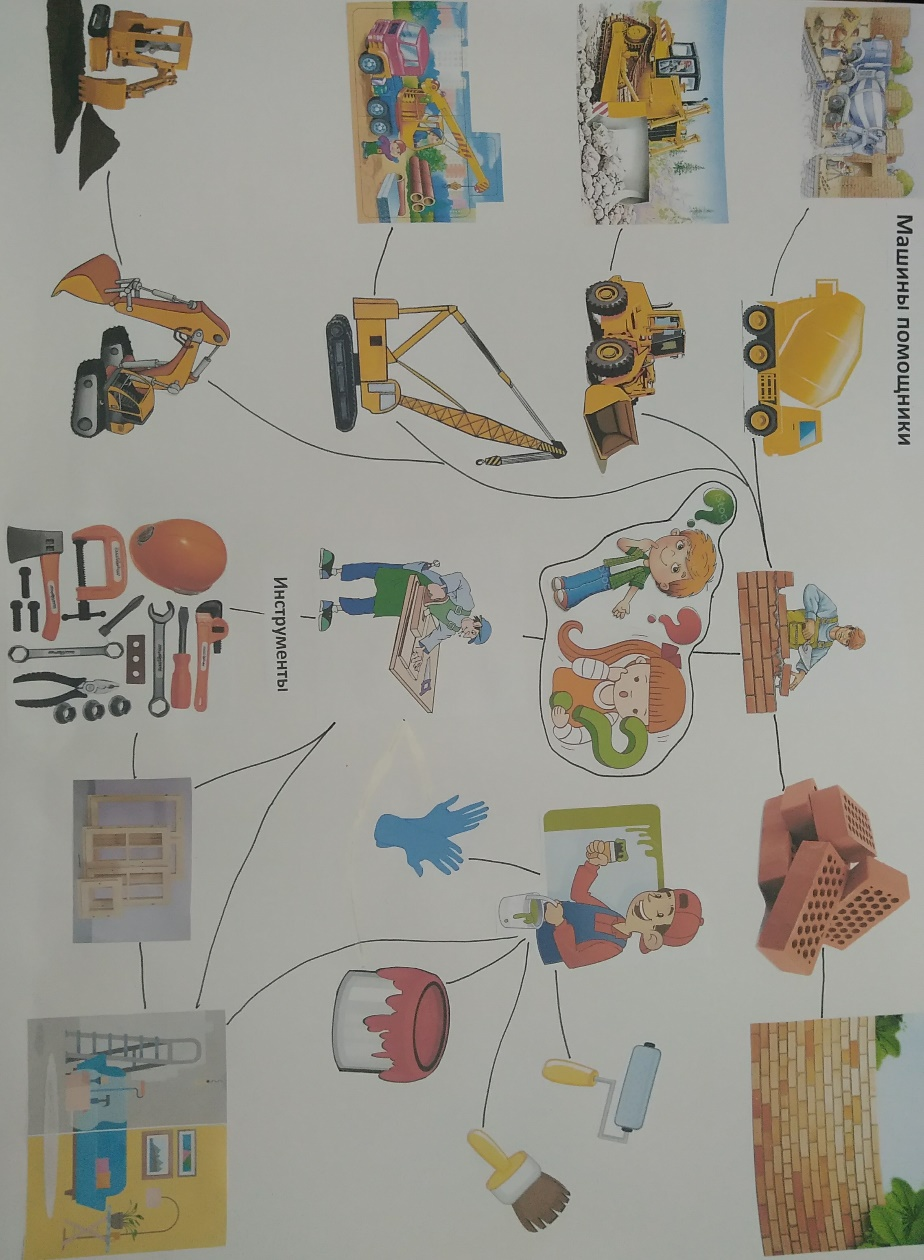 Машины помощники
Инструменты